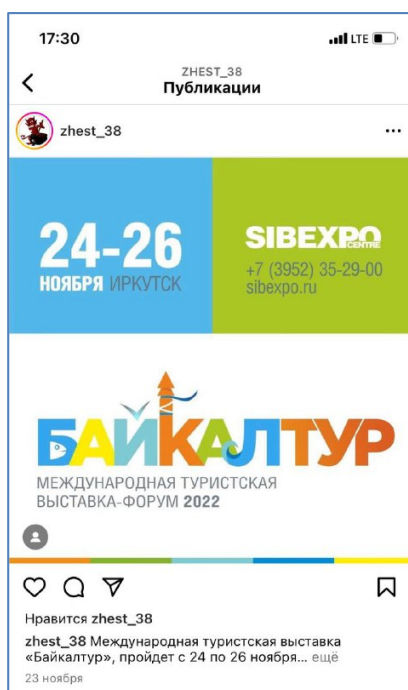 17:30
LTE
ZHEST_38
Публикации
zhest_38
24-26
НОЯБРЯ ИРКУТСК
SIBEXPO
CENTRE
+7 (3952) 35-29-00
sibexpo.ru
БАЙКАЛТУР
МЕЖДУНАРОДНАЯ ТУРИСТСКАЯ
ВЫСТАВКА-ФОРУМ 2022
Нравится zhest_38
zhest_38 Международная туристская выставка
«Байкалтур», пройдет с 24 по 26 ноября... ещё
23 ноября